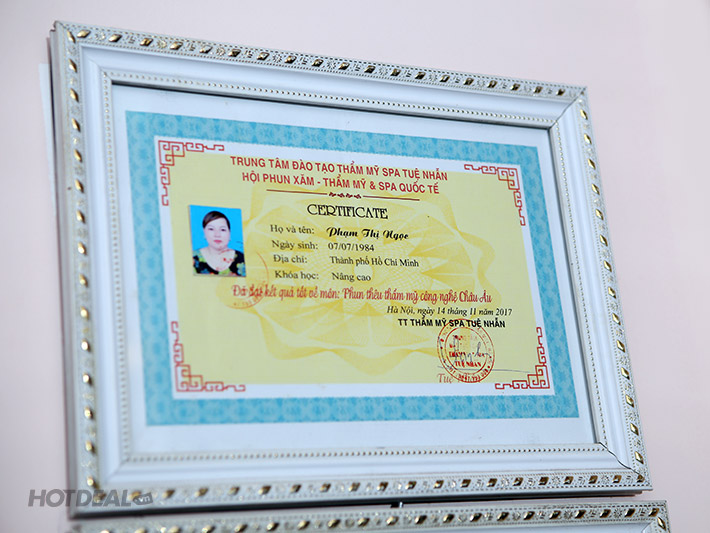 TRUNG TÂM ĐÀO TẠO THẨM MỸ SPA TUỆ NHẪN
HỘI PHUN XĂM - THẨM MỸ & SPA QUỐC TẾ
CERTIFICATE
Họ và tên: Phạm Thị Ngọc
Ngày sinh: 07/07/1984
Địa chỉ: Thành phố Hồ Chí Minh
Khóa học: Nâng cao
Đã đạt kết quả tốt về môn: Phun thêu thẩm mỹ công nghệ Châu Âu
Hà Nội, ngày 14 tháng 11 năm 2017
TT THẨM MỸ SPA TUỆ NHẪN
TUỆ NHẪN
HOTDEAL.vn